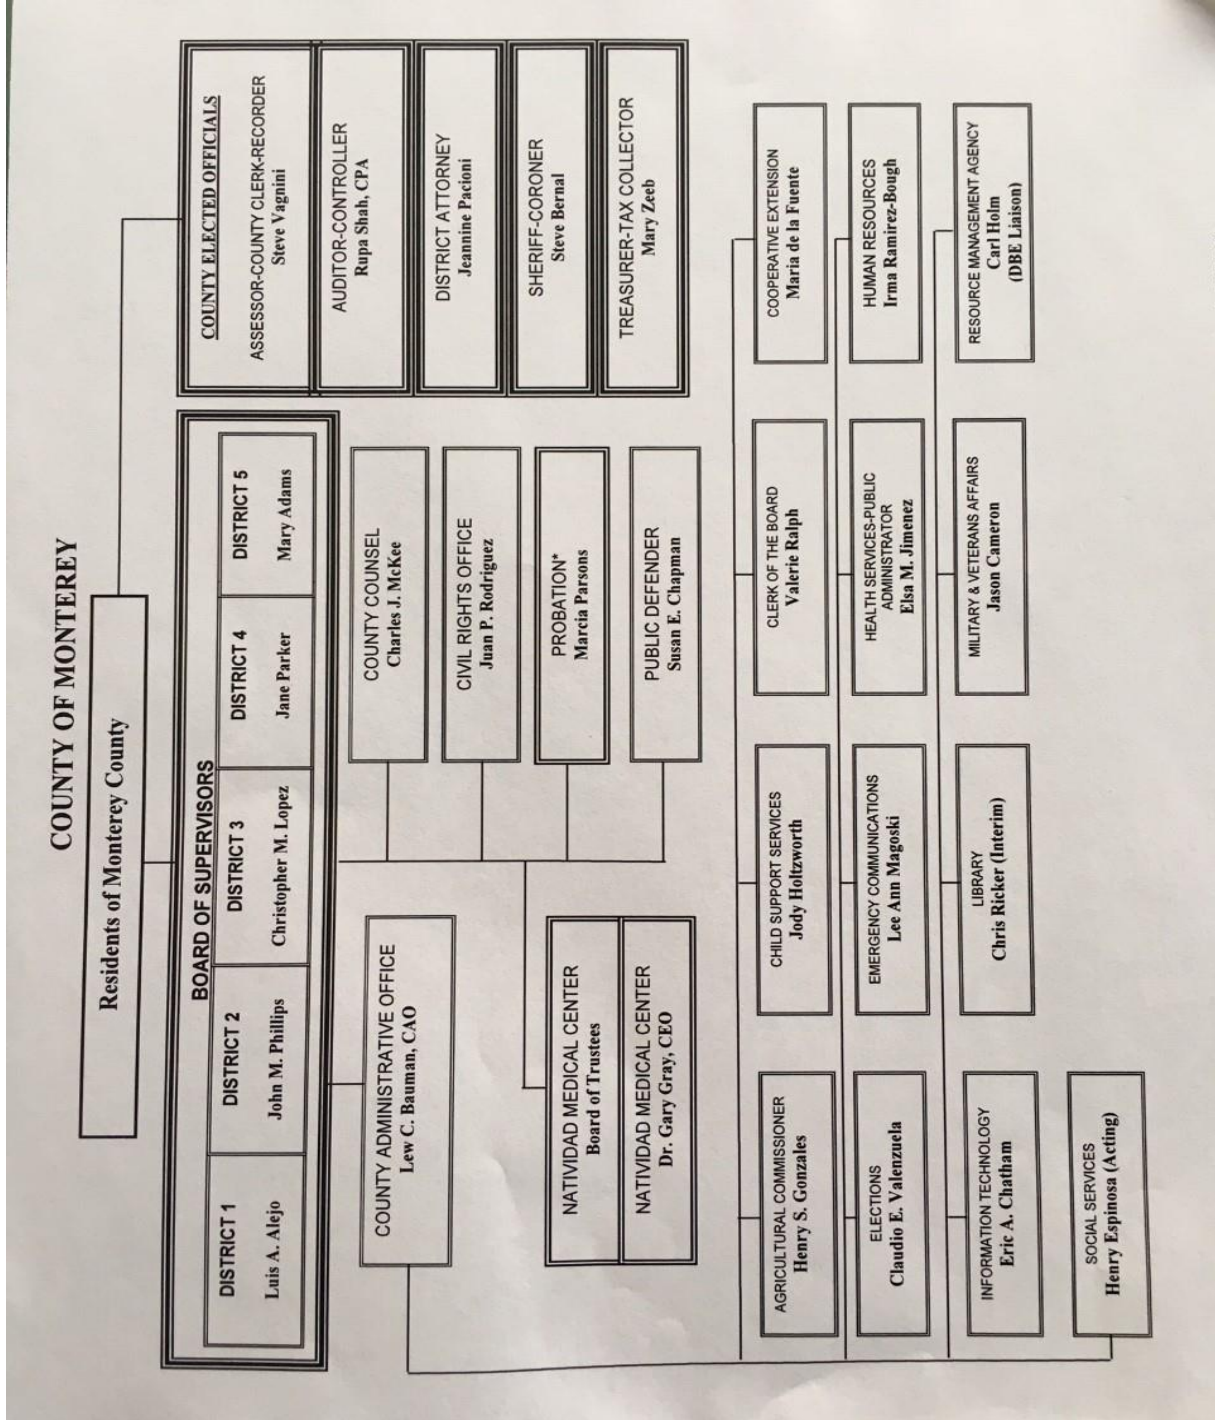 COUNTY OF MONTEREY
Residents of Monterey County
BOARD OF SUPERVISORS
DISTRICT 1
Luis A. Alejo
DISTRICT 2
John M. Phillips
DISTRICT 3
Christopher M. Lopez
DISTRICT 4
Jane Parker
DISTRICT 5
Mary Adams
COUNTY ELECTED OFFICIALS
ASSESSOR-COUNTY CLERK-RECORDER
Steve Vagnini
AUDITOR-CONTROLLER
Rupa Shah, CPA
DISTRICT ATTORNEY
Jeannine Pacioni
SHERIFF-CORONER
Steve Bernal
TREASURER-TAX COLLECTOR
Mary Zeeb
COUNTY ADMINISTRATIVE OFFICE
Lew C. Bauman, CAO
COUNTY COUNSEL
Charles J. McKee
CIVIL RIGHTS OFFICE
Juan P. Rodriguez
PROBATION*
Marcia Parsons
PUBLIC DEFENDER
Susan E. Chapman
NATIVIDAD MEDICAL CENTER
Board of Trustees
NATIVIDAD MEDICAL CENTER
Dr. Gary Gray, CEO
AGRICULTURAL COMMISSIONER
Henry S. Gonzales
CHILD SUPPORT SERVICES
Jody Holtzworth
CLERK OF THE BOARD
Valerie Ralph
COOPERATIVE EXTENSION
Maria de la Fuente
ELECTIONS
Claudio E. Valenzuela
EMERGENCY COMMUNICATIONS
Lee Ann Magoski
HEALTH SERVICES-PUBLIC
ADMINISTRATOR
Elsa M. Jimenez
HUMAN RESOURCES
Irma Ramirez-Bough
INFORMATION TECHNOLOGY
Eric A. Chatham
LIBRARY
Chris Ricker (Interim)
MILITARY & VETERANS AFFAIRS
Jason Cameron
RESOURCE MANAGEMENT AGENCY
Carl Holm
(DBE Liaison)
SOCIAL SERVICES
Henry Espinosa (Acting)